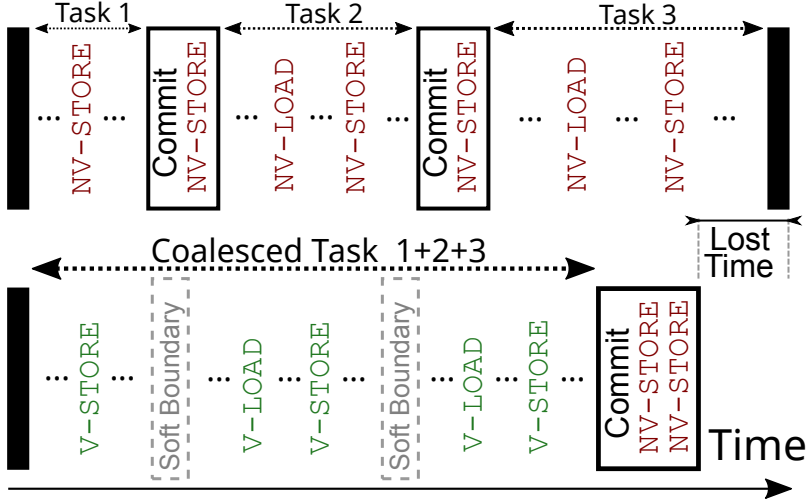 Task 1
Task 2
Task 3
... NV-STORE ...
Commit
NV-STORE
... NV-LOAD ... NV-STORE ...
Commit
NV-STORE
... NV-LOAD ... NV-STORE ...
Lost
Time
Coalesced Task 1+2+3
... V-STORE ...
Soft Boundary
... V-LOAD ... V-STORE ...
Soft Boundary
... V-LOAD ... V-STORE ...
Commit
NV-STORE
NV-STORE
Time